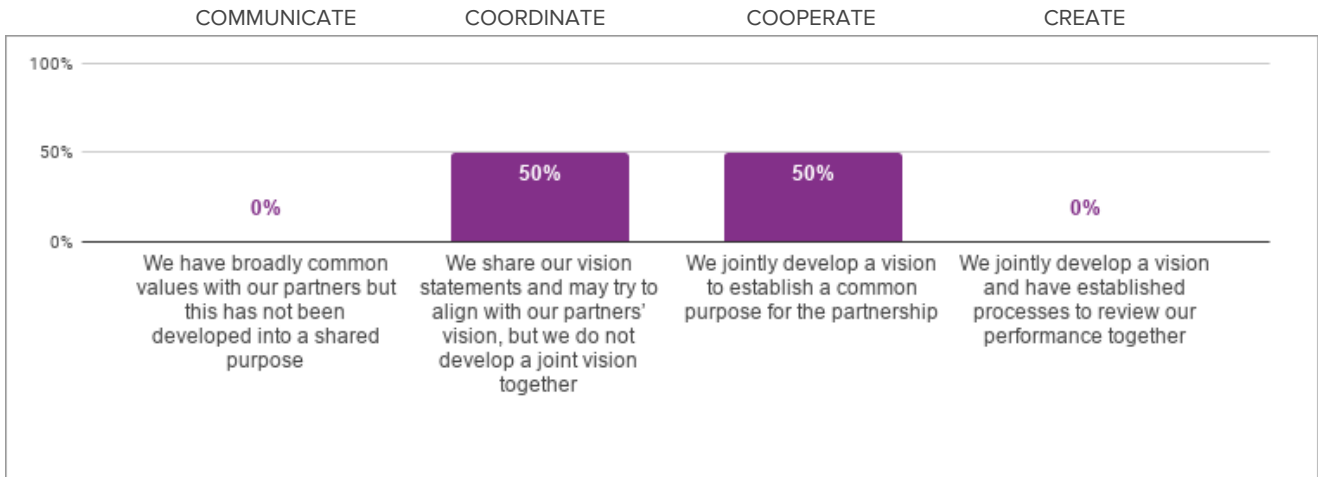 COMMUNICATE COORDINATE COOPERATE CREATE
100%
50%
0%
0%
50%
50%
0%
We have broadly common
values with our partners but
this has not been
developed into a shared
purpose
We share our vision
statements and may try to
align with our partners'
vision, but we do not
develop a joint vision
together
We jointly develop a vision
to establish a common
purpose for the partnership
We jointly develop a vision
and have established
processes to review our
performance together